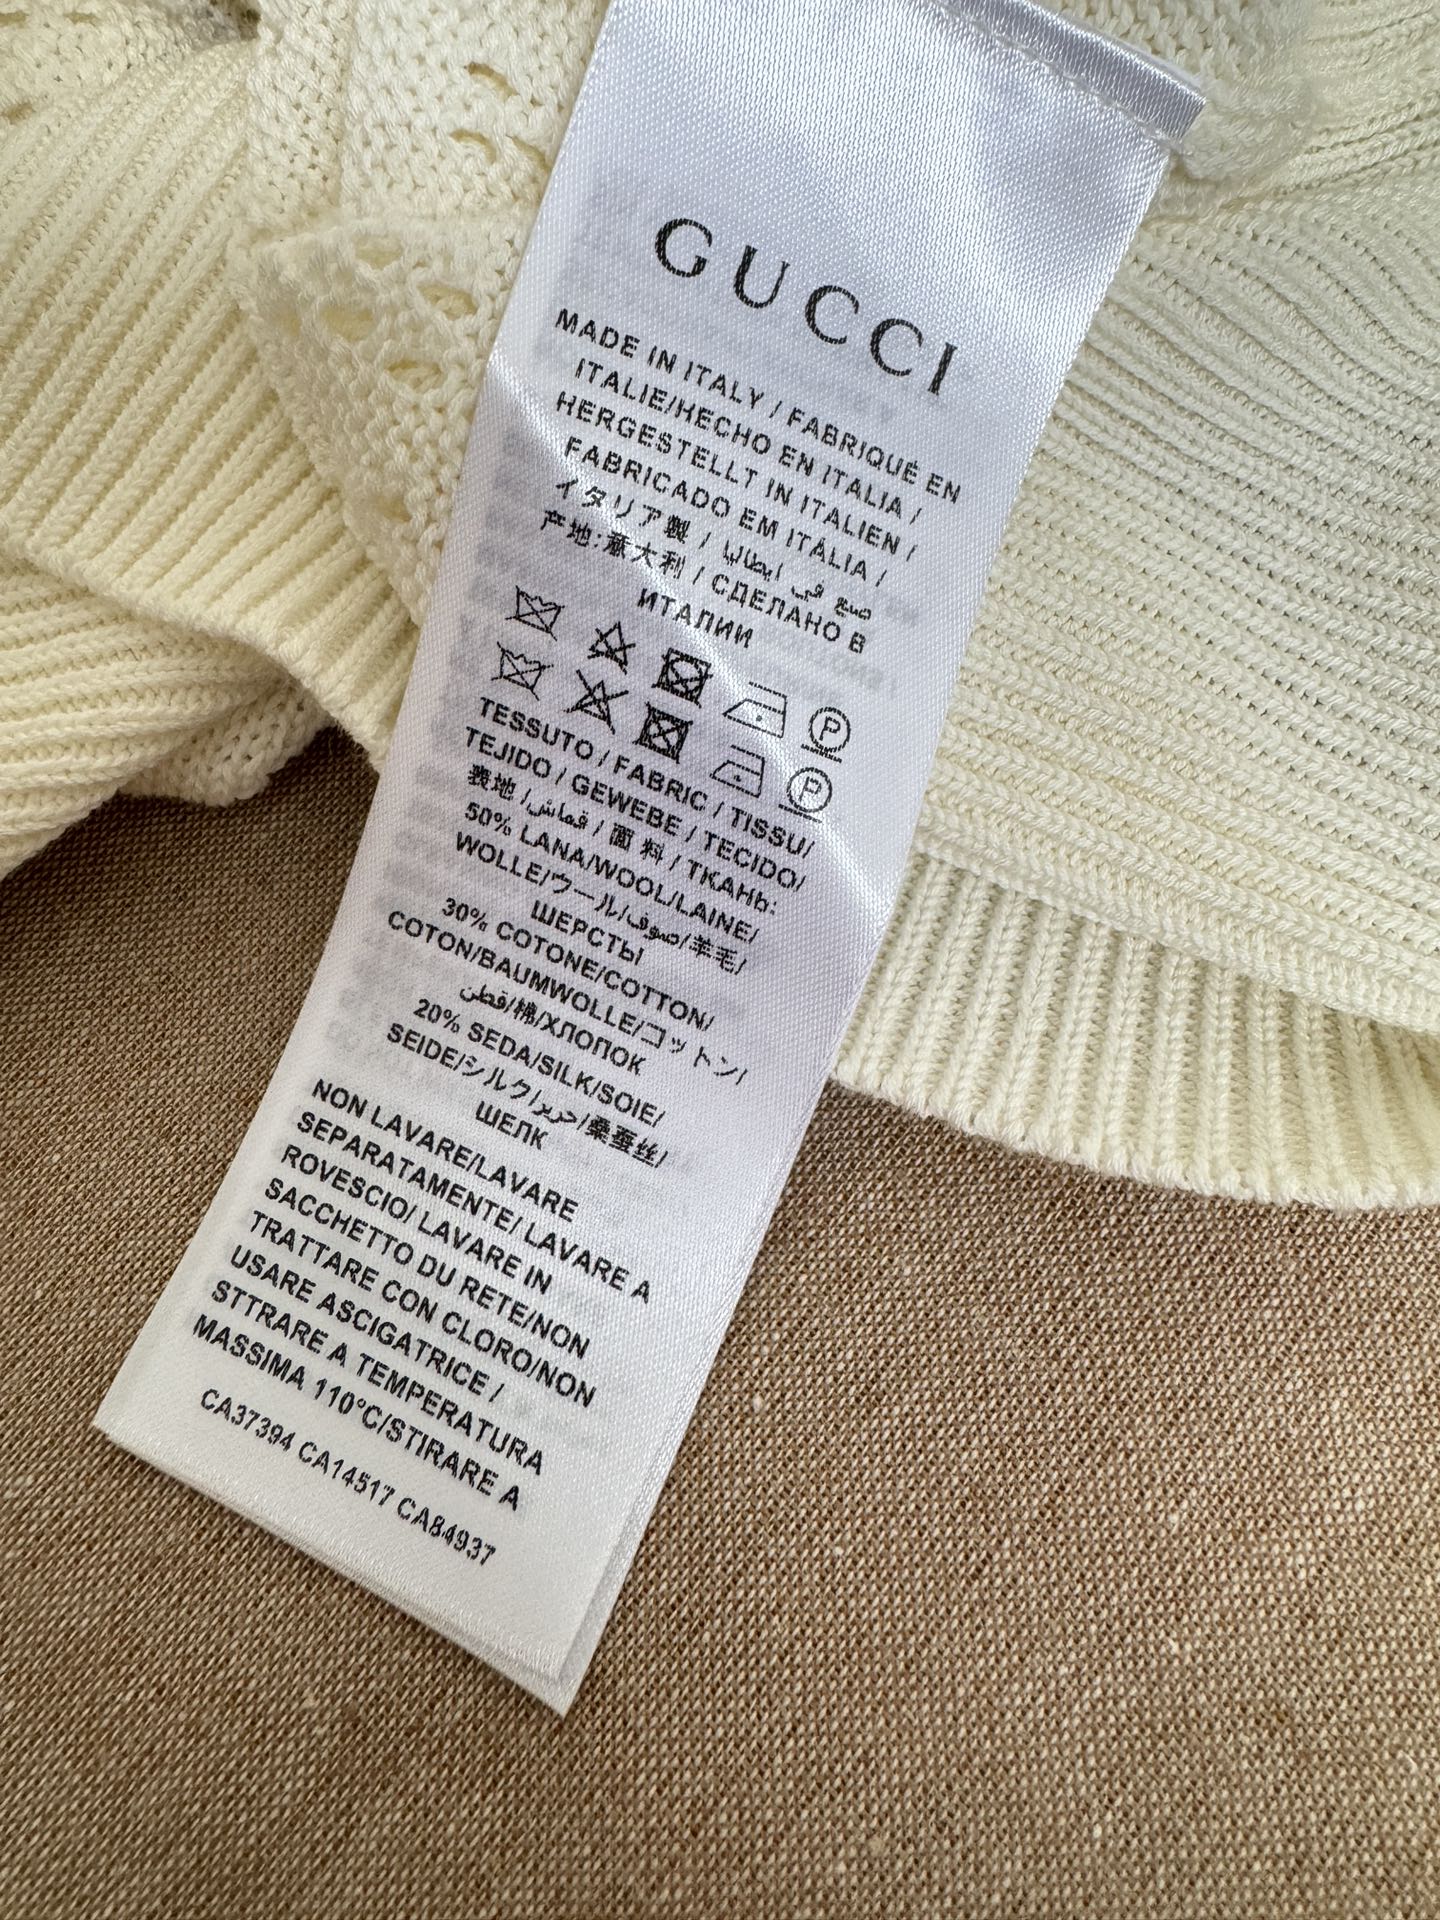 GUCCI
MADE IN ITALY / FABRIQUÉ EN
ITALIE/HECHO EN ITALIA /
HERGESTELLT IN ITALIEN /
FABRICADO EM ITÁLIA /
イタリア製 / صنع في ايطاليا
产地:意大利 / СДЕЛАНО В
ИТАЛИИ
P
P
TESSUTO / FABRIC / TISSU/
TEJIDO / GEWEBE / TECIDO/
表地 /قماش / 面 料 / ТКАНЬ:
50% LANA/WOOL/LAINE/
WOLLE/ウール/صوف/羊毛/
ШЕРСТЫ
30% COTONE/COTTON/
COTON/BAUMWOLLE/コットン/
قطن/棉/ХЛОПОК
20% SEDA/SILK/SOIE/
SEIDE/シルク/حرير/桑蚕丝/
ШЕЛК
NON LAVARE/LAVARE
SEPARATAMENTE/ LAVARE A
ROVESCIO/ LAVARE IN
SACCHETTO DU RETE/NON
TRATTARE CON CLORO/NON
USARE ASCIGATRICE /
STTRARE A TEMPERATURA
MASSIMA 110°C/STIRARE A
CA37394 CA14517 CA84937